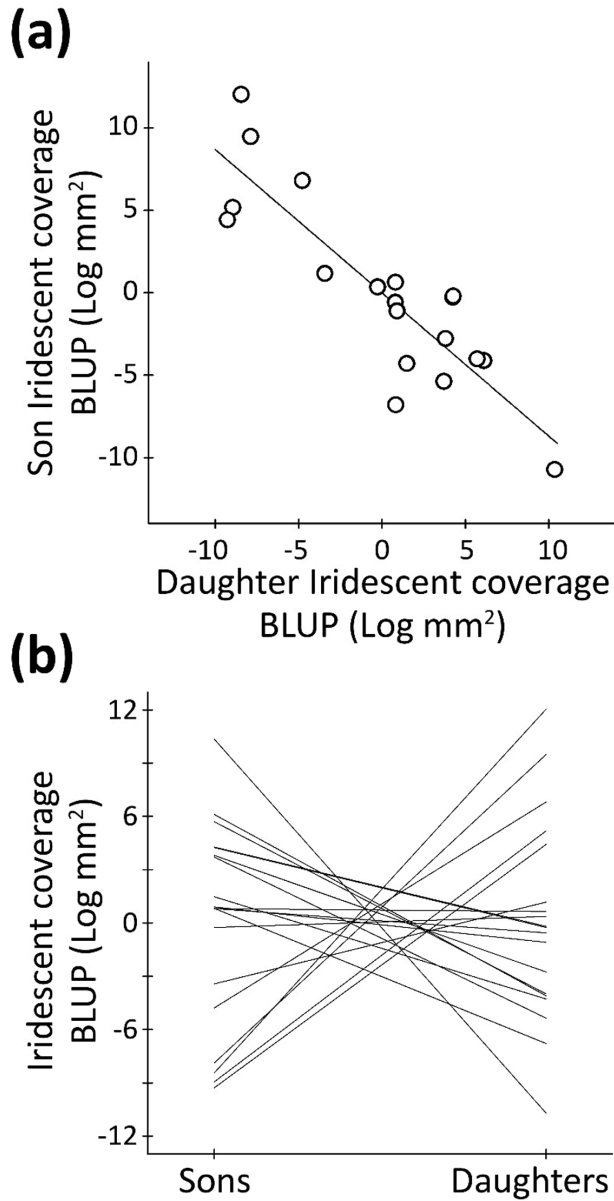 (a)
Son Iridescent coverage
BLUP (Log mm²)
10
5
0
-5
-10
-10 -5 0 5 10
Daughter Iridescent coverage
BLUP (Log mm²)
(b)
Iridescent coverage
BLUP (Log mm²)
12
6
0
-6
-12
Sons Daughters